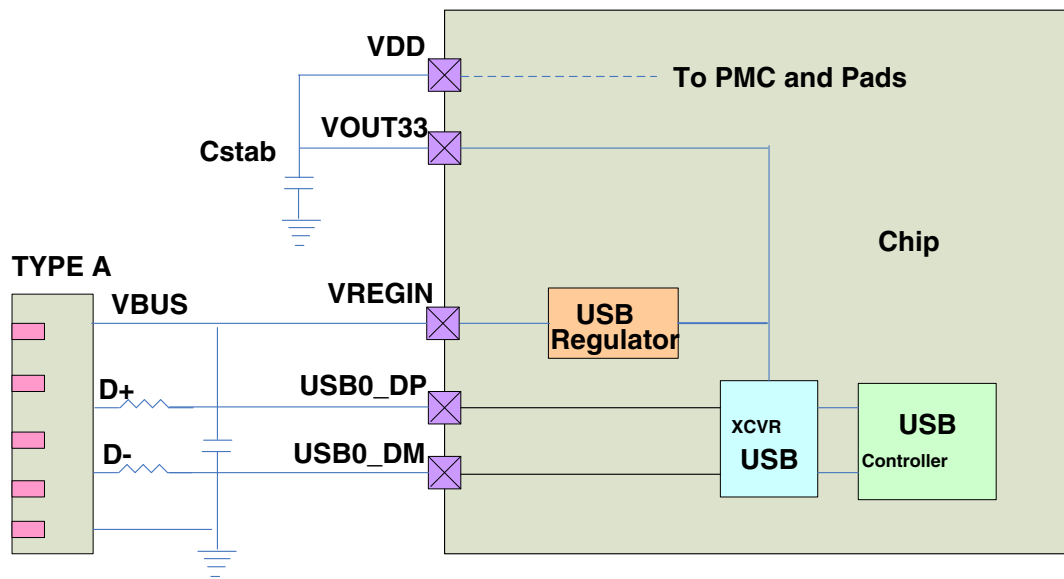 VDD
To PMC and Pads
VOUT33
Cstab
Chip
TYPE A
VBUS
VREGIN
USB
Regulator
D+
USB0_DP
XCVR
USB
USB
Controller
D-
USB0_DM